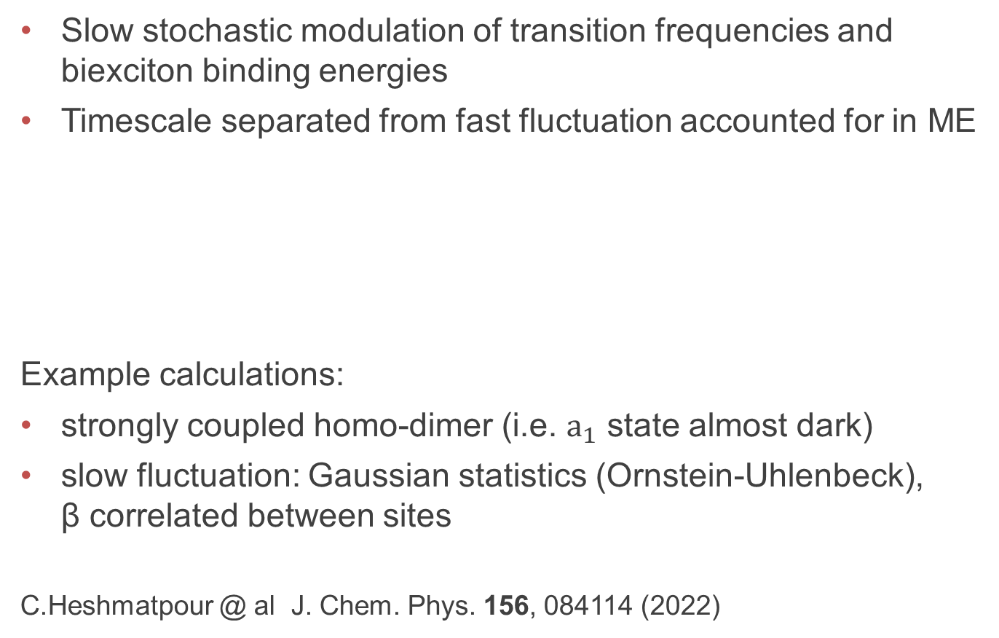 • Slow stochastic modulation of transition frequencies and
biexciton binding energies
• Timescale separated from fast fluctuation accounted for in ME
Example calculations:
• strongly coupled homo-dimer (i.e. a₁ state almost dark)
• slow fluctuation: Gaussian statistics (Ornstein-Uhlenbeck),
β correlated between sites
C.Heshmatpour @ al J. Chem. Phys. 156, 084114 (2022)